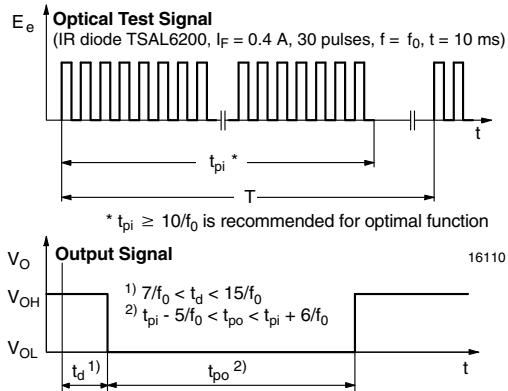 E_e
Optical Test Signal
(IR diode TSAL6200, I_F = 0.4 A, 30 pulses, f = f_0, t = 10 ms)
t
t_pi *
T
* t_pi ≥ 10/f_0 is recommended for optimal function
V_O
Output Signal
16110
V_OH
1) 7/f_0 < t_d < 15/f_0
2) t_pi - 5/f_0 < t_po < t_pi + 6/f_0
V_OL
t_d 1)
t_po 2)
t